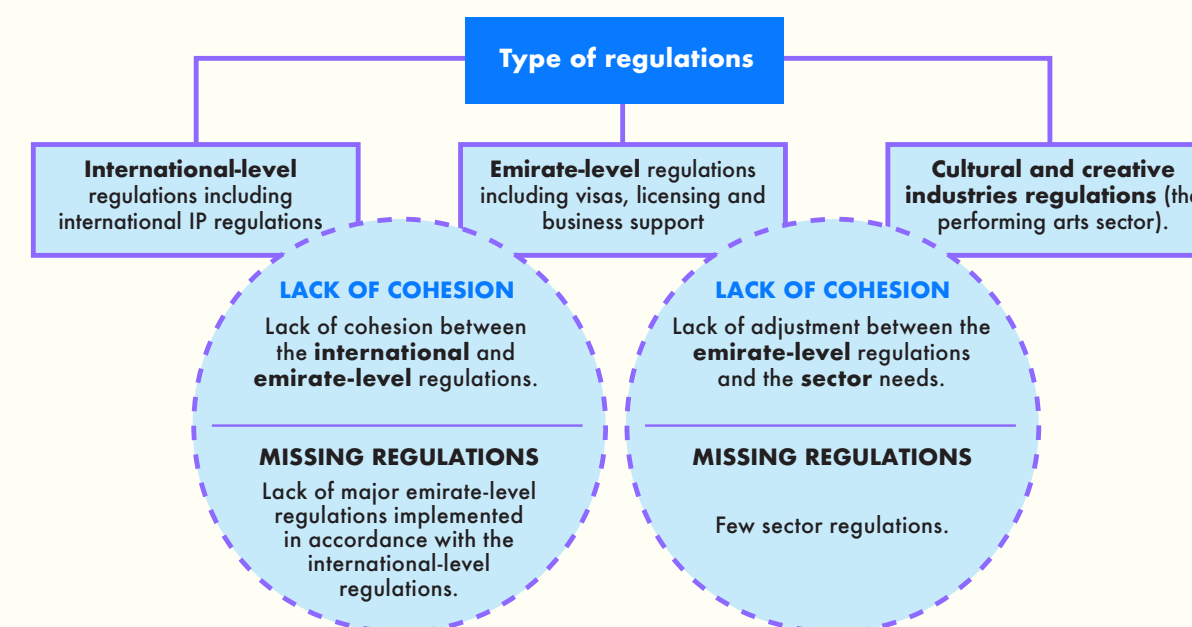 Type of regulations
International-level
regulations including
international IP regulations
Emirate-level regulations
including visas, licensing and
business support
Cultural and creative
industries regulations (the
performing arts sector).
LACK OF COHESION
Lack of cohesion between
the international and
emirate-level regulations.
MISSING REGULATIONS
Lack of major emirate-level
regulations implemented
in accordance with the
international-level
regulations.
LACK OF COHESION
Lack of adjustment between the
emirate-level regulations
and the sector needs.
MISSING REGULATIONS
Few sector regulations.